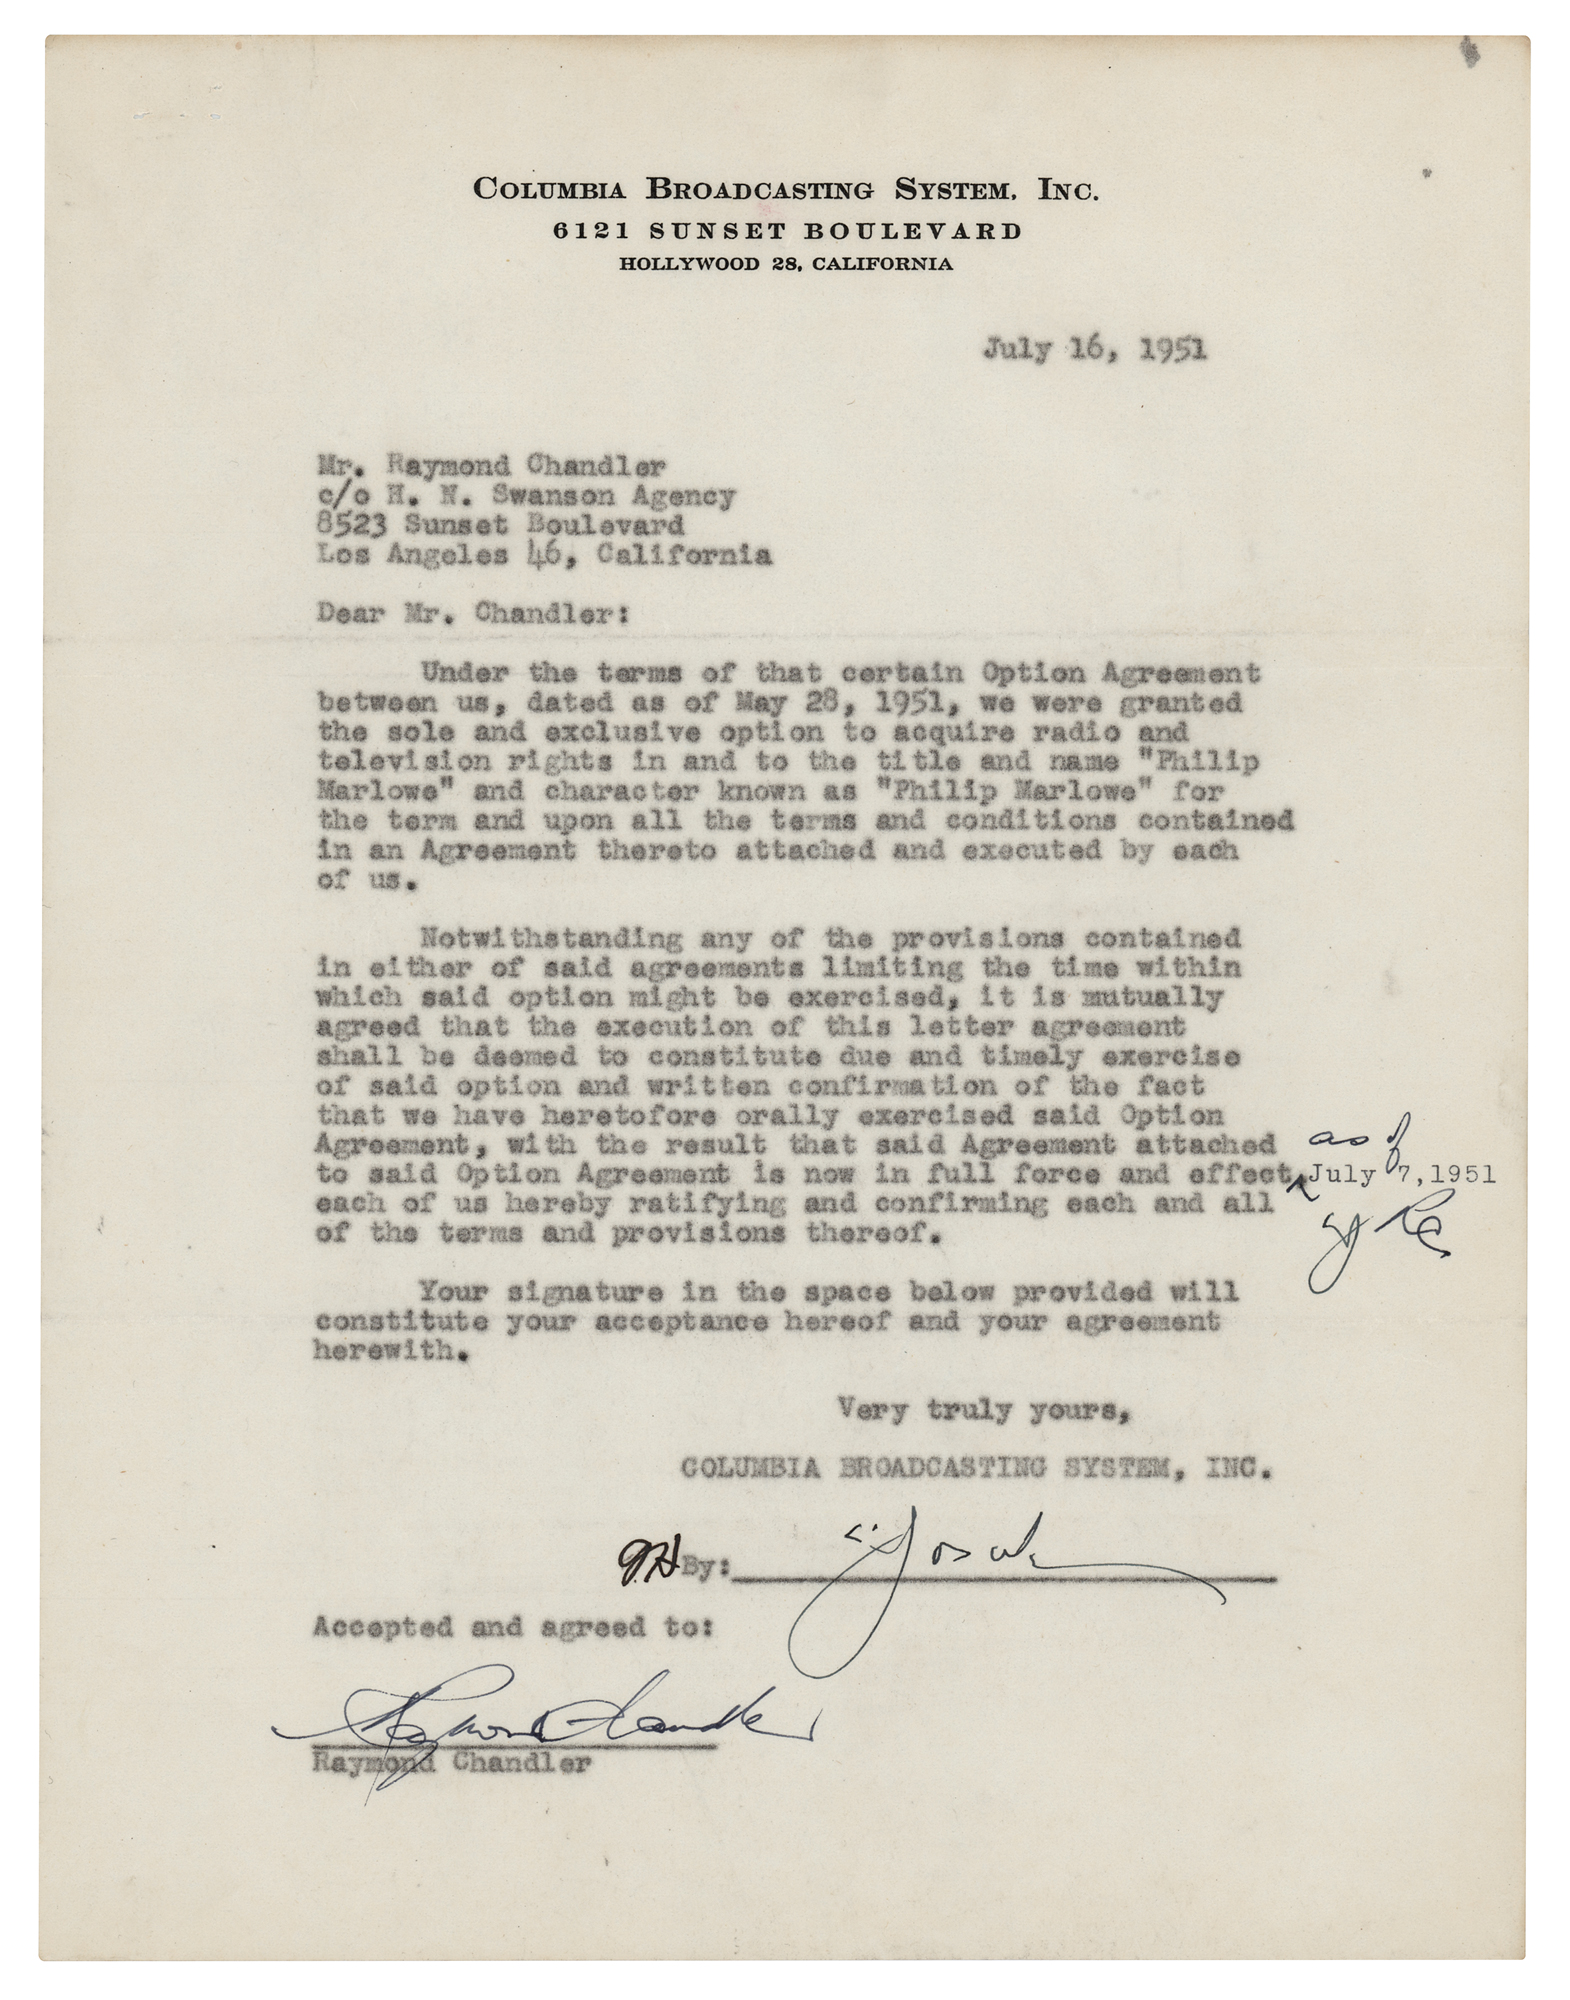 COLUMBIA BROADCASTING SYSTEM, INC.
6121 SUNSET BOULEVARD
HOLLYWOOD 28, CALIFORNIA
July 16, 1951
Mr. Raymond Chandler
c/o H. N. Swanson Agency
8523 Sunset Boulevard
Los Angeles 46, California
Dear Mr. Chandler:
Under the terms of that certain Option Agreement
between us, dated as of May 28, 1951, we were granted
the sole and exclusive option to acquire radio and
television rights in and to the title and name "Philip
Marlowe" and character known as "Philip Marlowe" for
the term and upon all the terms and conditions contained
in an Agreement thereto attached and executed by each
of us.
Notwithstanding any of the provisions contained
in either of said agreements limiting the time within
which said option might be exercised, it is mutually
agreed that the execution of this letter agreement
shall be deemed to constitute due and timely exercise
of said option and written confirmation of the fact
that we have heretofore orally exercised said Option
Agreement, with the result that said Agreement attached
as of
to said Option Agreement is now in full force and effect, July 7, 1951
each of us hereby ratifying and confirming each and all
of the terms and provisions thereof.
RC
Your signature in the space below provided will
constitute your acceptance hereof and your agreement
herewith.
Very truly yours,
COLUMBIA BROADCASTING SYSTEM, INC.
By:
Accepted and agreed to:
Raymond Chandler
Raymond Chandler